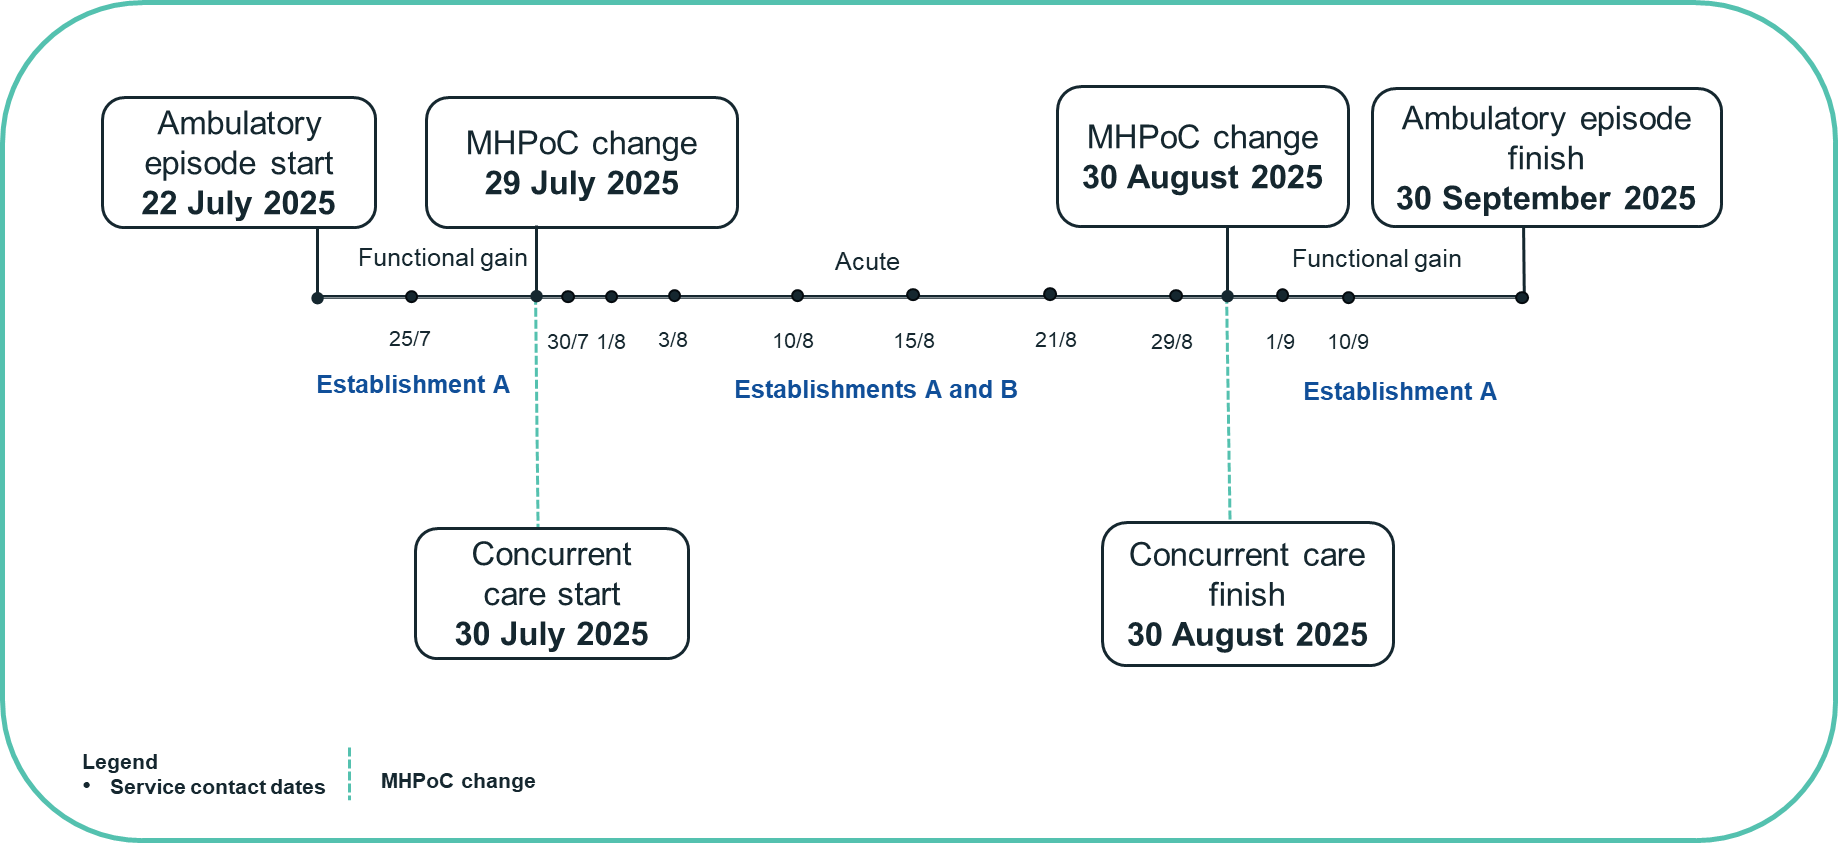 Ambulatory
episode start
22 July 2025
MHPoC change
29 July 2025
MHPoC change
30 August 2025
Ambulatory episode
finish
30 September 2025
Functional gain
Acute
Functional gain
25/7
30/7
1/8
3/8
10/8
15/8
21/8
29/8
1/9
10/9
Establishment A
Establishments A and B
Establishment A
Concurrent
care start
30 July 2025
Concurrent care
finish
30 August 2025
Legend
• Service contact dates
MHPoC change